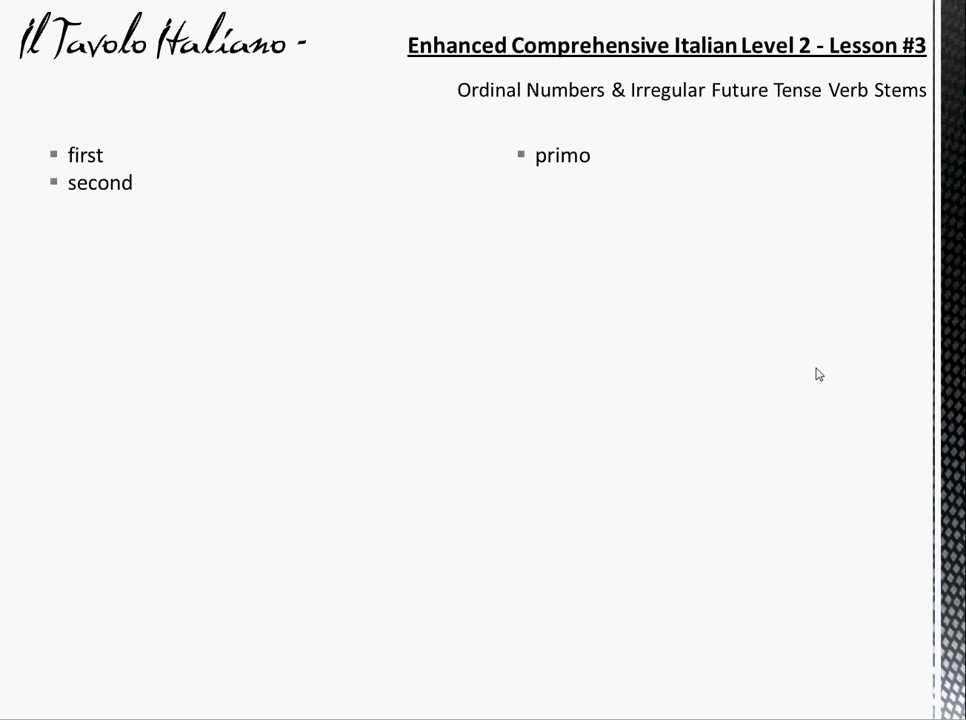 Il Tavolo Italiano -
Enhanced Comprehensive Italian Level 2 - Lesson #3
Ordinal Numbers & Irregular Future Tense Verb Stems
first
primo
second